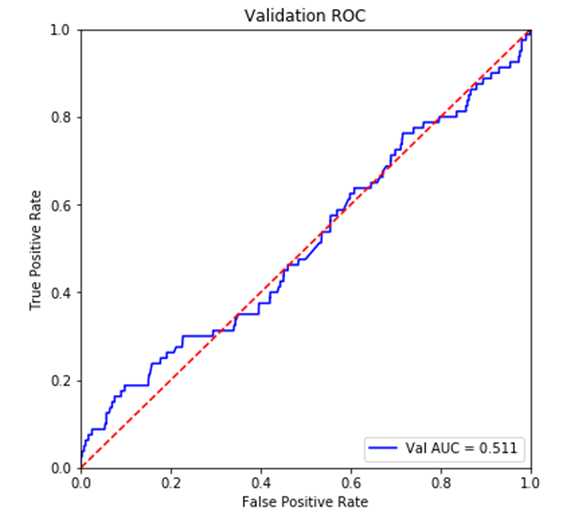 Validation ROC
1.0
0.8
0.6
0.4
0.2
0.0
True Positive Rate
Val AUC = 0.511
0.0 0.2 0.4 0.6 0.8 1.0
False Positive Rate